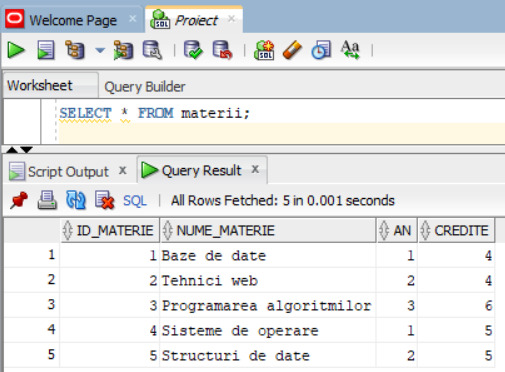 Welcome Page × Proiect ×
Worksheet Query Builder
SELECT * FROM materii;
Script Output × Query Result ×
SQL | All Rows Fetched: 5 in 0.001 seconds
ID_MATERIE NUME_MATERIE AN CREDITE
1 1 Baze de date 1 4
2 2 Tehnici web 2 4
3 3 Programarea algoritmilor 3 6
4 4 Sisteme de operare 1 5
5 5 Structuri de date 2 5